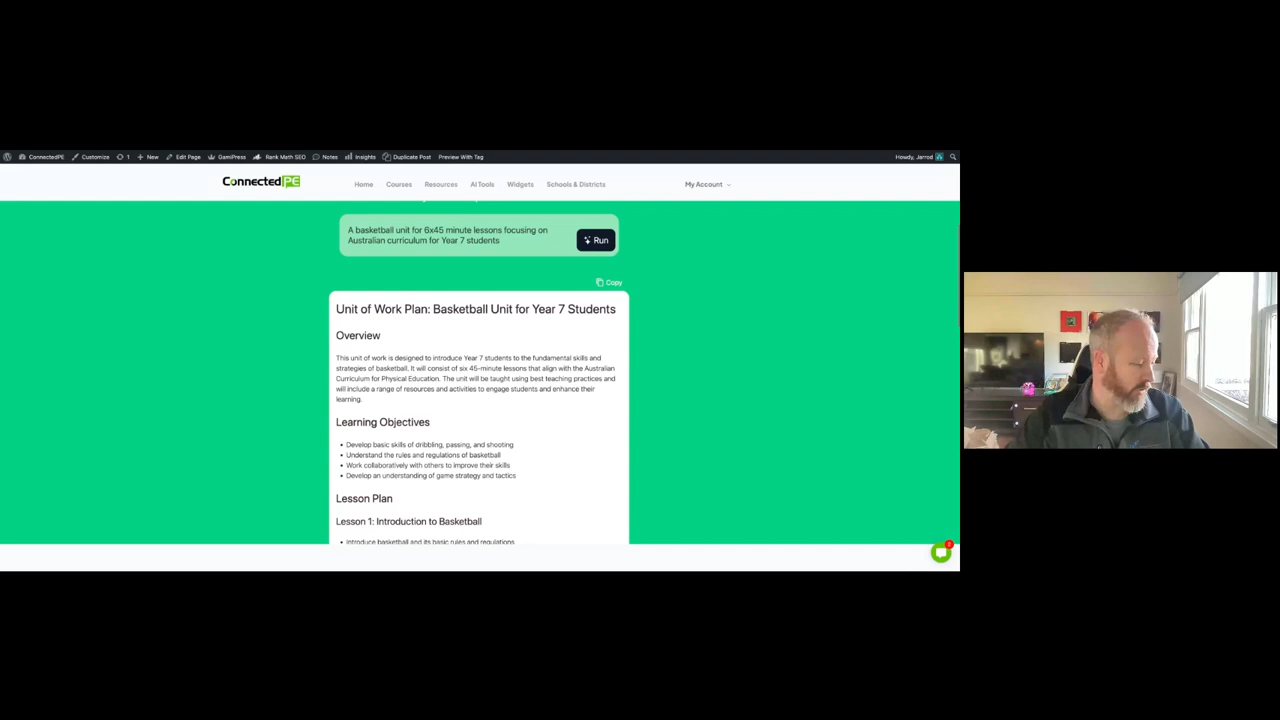 ConnectedPE Customize 1 New Edit Page GamiPress Rank Math SEO Notes Insights Duplicate Post Preview With Tag Howdy, Jarrod
ConnectedPE Home Courses Resources AI Tools Widgets Schools & Districts My Account
A basketball unit for 6x45 minute lessons focusing on
Australian curriculum for Year 7 students
Run
Copy
Unit of Work Plan: Basketball Unit for Year 7 Students
Overview
This unit of work is designed to introduce Year 7 students to the fundamental skills and
strategies of basketball. It will consist of six 45-minute lessons that align with the Australian
Curriculum for Physical Education. The unit will be taught using best teaching practices and
will include a range of resources and activities to engage students and enhance their
learning.
Learning Objectives
• Develop basic skills of dribbling, passing, and shooting
• Understand the rules and regulations of basketball
• Work collaboratively with others to improve their skills
• Develop an understanding of game strategy and tactics
Lesson Plan
Lesson 1: Introduction to Basketball
• Introduce basketball and its basic rules and regulations